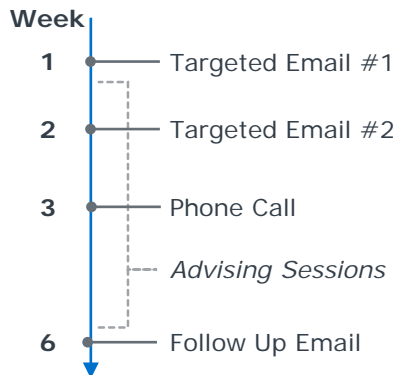 Week
1 Targeted Email #1
2 Targeted Email #2
3 Phone Call
Advising Sessions
6 Follow Up Email